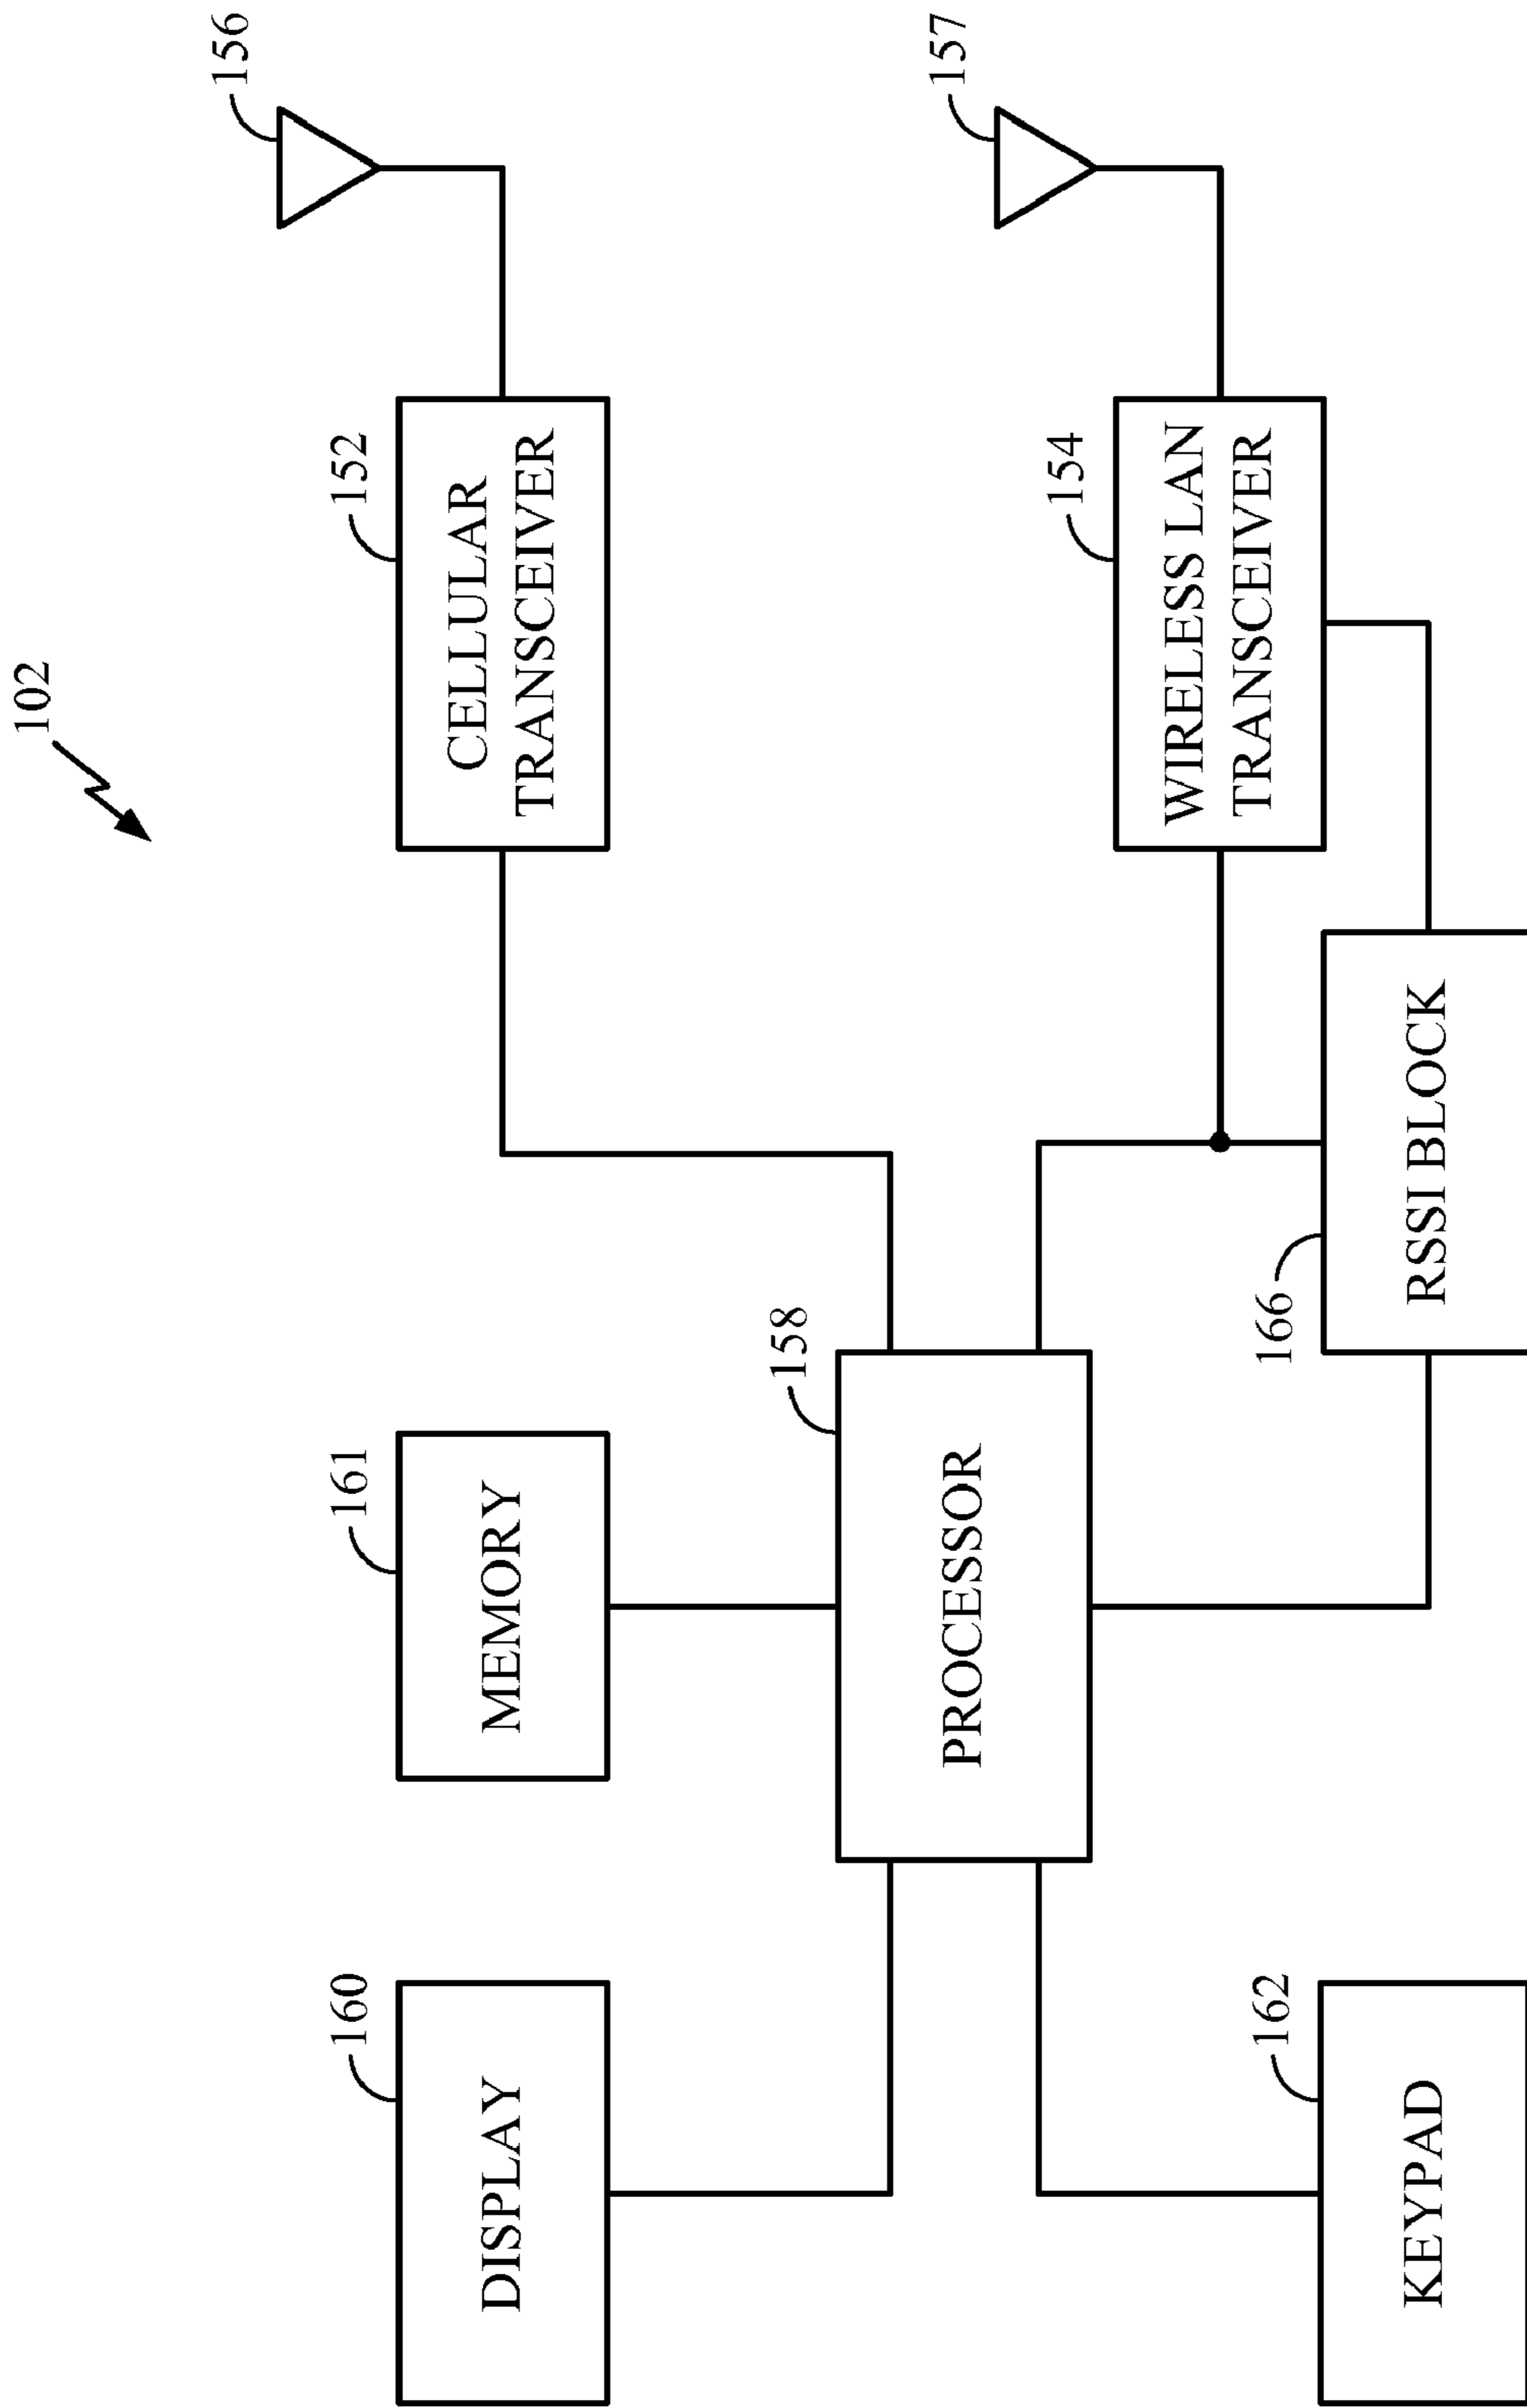 102
156
152
CELLULAR
TRANSCEIVER
161
MEMORY
160
DISPLAY
158
PROCESSOR
157
154
WIRELESS LAN
TRANSCEIVER
166
RSSI BLOCK
162
KEYPAD